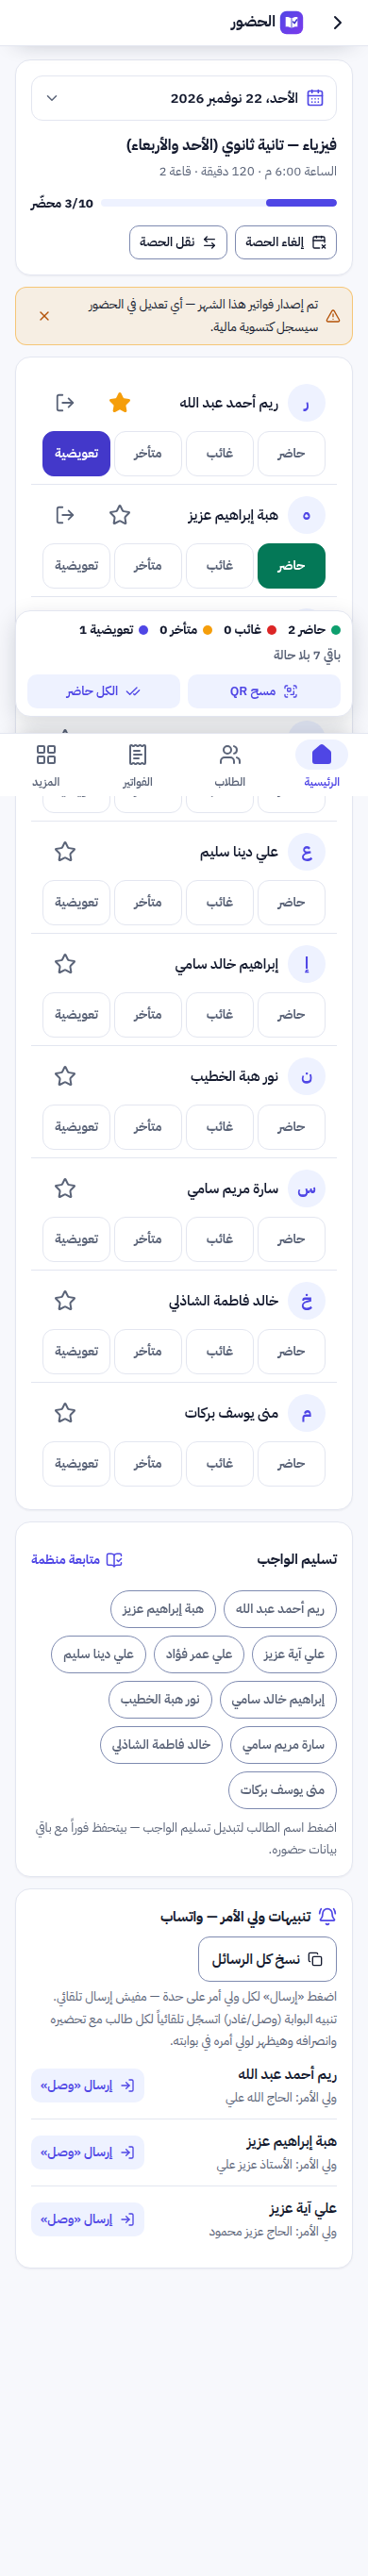 الحضور
الأحد، 22 نوفمبر 2026
فيزياء — تانية ثانوي (الأحد والأربعاء)
الساعة 6:00 م · 120 دقيقة · قاعة 2
3/10 محضّر
إلغاء الحصة
نقل الحصة
تم إصدار فواتير هذا الشهر — أي تعديل في الحضور
سيسجل كتسوية مالية.
ر
ريم أحمد عبد الله
حاضر
غائب
متأخر
تعويضية
ه
هبة إبراهيم عزيز
حاضر
غائب
متأخر
تعويضية
حاضر 2
غائب 0
متأخر 0
تعويضية 1
باقي 7 بلا حالة
مسح QR
الكل حاضر
الرئيسية
الطلاب
الفواتير
المزيد
ع
علي دينا سليم
حاضر
غائب
متأخر
تعويضية
إ
إبراهيم خالد سامي
حاضر
غائب
متأخر
تعويضية
ن
نور هبة الخطيب
حاضر
غائب
متأخر
تعويضية
س
سارة مريم سامي
حاضر
غائب
متأخر
تعويضية
خ
خالد فاطمة الشاذلي
حاضر
غائب
متأخر
تعويضية
م
منى يوسف بركات
حاضر
غائب
متأخر
تعويضية
تسليم الواجب
متابعة منظمة
ريم أحمد عبد الله
هبة إبراهيم عزيز
علي آية عزيز
علي عمر فؤاد
علي دينا سليم
إبراهيم خالد سامي
نور هبة الخطيب
سارة مريم سامي
خالد فاطمة الشاذلي
منى يوسف بركات
اضغط اسم الطالب لتبديل تسليم الواجب — بيتحفظ فوراً مع باقي
بيانات حضوره.
تنبيهات ولي الأمر — واتساب
نسخ كل الرسائل
اضغط «إرسال» لكل ولي أمر على حدة — مفيش إرسال تلقائي.
تنبيه البوابة (وصل/غادر) اتسجّل تلقائياً لكل طالب مع تحضيره
وانصرافه وهيظهر لولي أمره في بوابته.
ريم أحمد عبد الله
ولي الأمر: الحاج الله علي
إرسال «وصل»
هبة إبراهيم عزيز
ولي الأمر: الأستاذ عزيز علي
إرسال «وصل»
علي آية عزيز
ولي الأمر: الحاج عزيز محمود
إرسال «وصل»